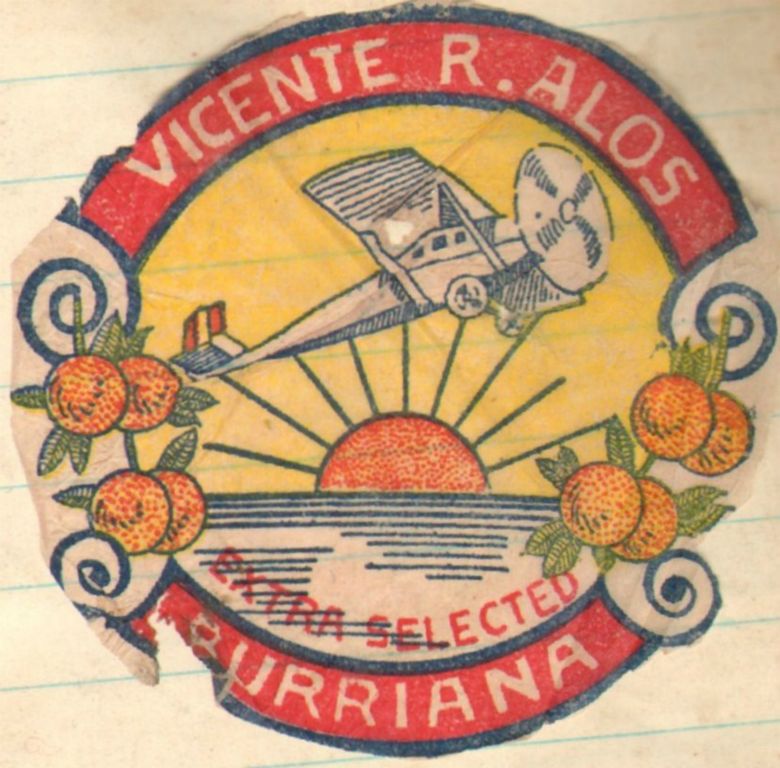 VICENTE R. ALOS
EXTRA SELECTED
BURRIANA